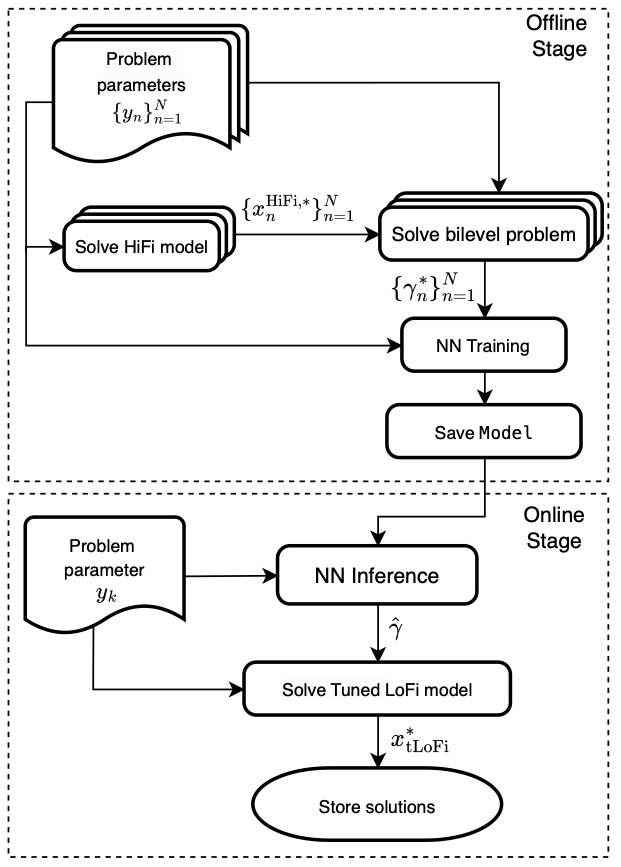 Offline
Stage
Problem
parameters
$\{y_n\}_{n=1}^{N}$
$\{x_n^{\mathrm{HiFi},*}\}_{n=1}^{N}$
Solve HiFi model
Solve bilevel problem
$\{\gamma_n^*\}_{n=1}^{N}$
NN Training
Save Model
Online
Stage
Problem
parameter
$y_k$
NN Inference
$\hat{\gamma}$
Solve Tuned LoFi model
$x_{\mathrm{tLoFi}}^*$
Store solutions